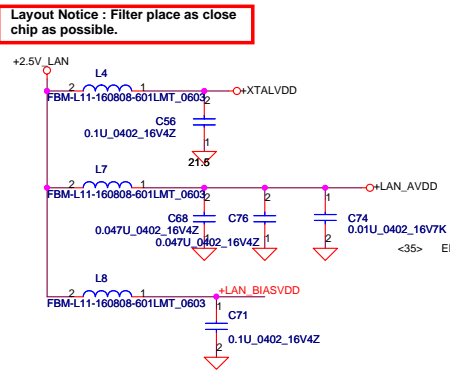 Layout Notice : Filter place as close
chip as possible.
+2.5V_LAN
L4
2 1
FBM-L11-160808-601LMT_0603
+XTALVDD
2
C56
0.1U_0402_16V4Z
1
21.5
L7
2 1
FBM-L11-160808-601LMT_0603
+LAN_AVDD
2 2 1
C68 C76 C74
0.047U_0402_16V4Z 0.01U_0402_16V7K
1 1 2
0.047U_0402_16V4Z
<35>
L8
2 1
+LAN_BIASVDD
FBM-L11-160808-601LMT_0603
1
C71
0.1U_0402_16V4Z
2